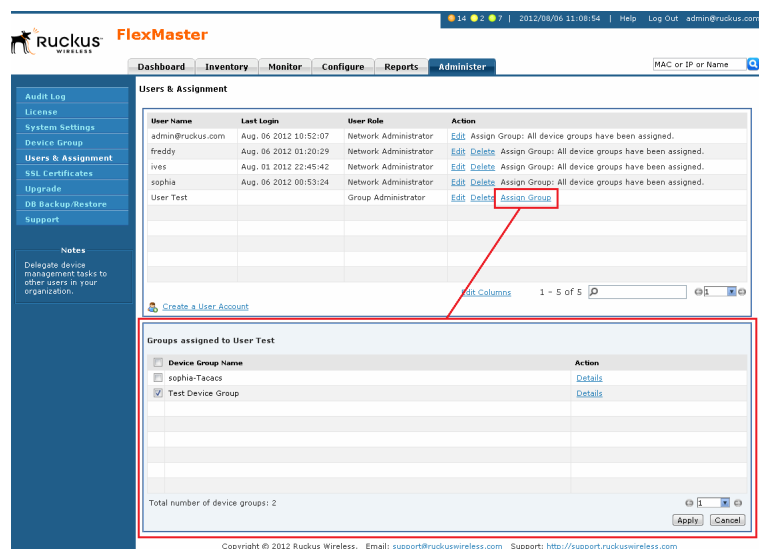 14 2 7 | 2012/08/06 11:08:54 | Help Log Out admin@ruckus.com
Ruckus WIRELESS FlexMaster
Dashboard Inventory Monitor Configure Reports Administer MAC or IP or Name
Audit Log
License
System Settings
Device Group
Users & Assignment
SSL Certificates
Upgrade
DB Backup/Restore
Support
Notes
Delegate device
management tasks to
other users in your
organization.
Users & Assignment
User Name Last Login User Role Action
admin@ruckus.com Aug. 06 2012 10:52:07 Network Administrator Edit Assign Group: All device groups have been assigned.
freddy Aug. 06 2012 01:20:29 Network Administrator Edit Delete Assign Group: All device groups have been assigned.
ives Aug. 01 2012 22:45:42 Network Administrator Edit Delete Assign Group: All device groups have been assigned.
sophia Aug. 06 2012 00:53:24 Network Administrator Edit Delete Assign Group: All device groups have been assigned.
User Test Group Administrator Edit Delete Assign Group
Edit Columns 1 - 5 of 5 1
Create a User Account
Groups assigned to User Test
Device Group Name Action
sophia-Tacacs Details
Test Device Group Details
Total number of device groups: 2 1
Apply Cancel
Copyright © 2012 Ruckus Wireless. Email: support@ruckuswireless.com Support: http://support.ruckuswireless.com